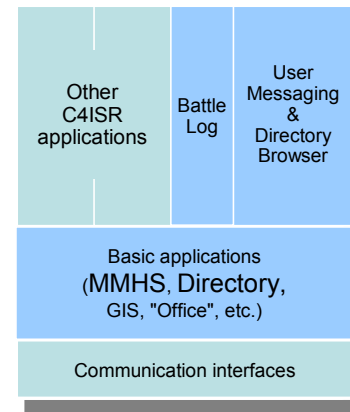 Other
C4ISR
applications
Battle
Log
User
Messaging
&
Directory
Browser
Basic applications
(MMHS, Directory,
GIS, "Office", etc.)
Communication interfaces